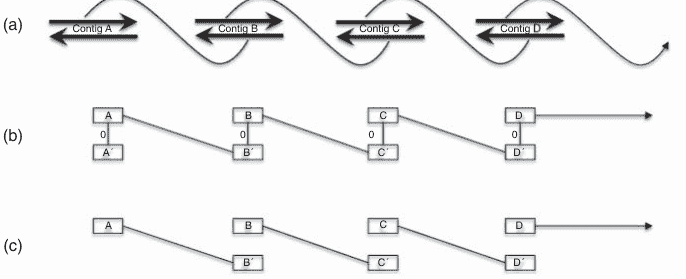 (a)
Contig A Contig B Contig C Contig D
(b)
A B C D
0 0 0 0
A´ B´ C´ D´
(c)
A B C D
B´ C´ D´